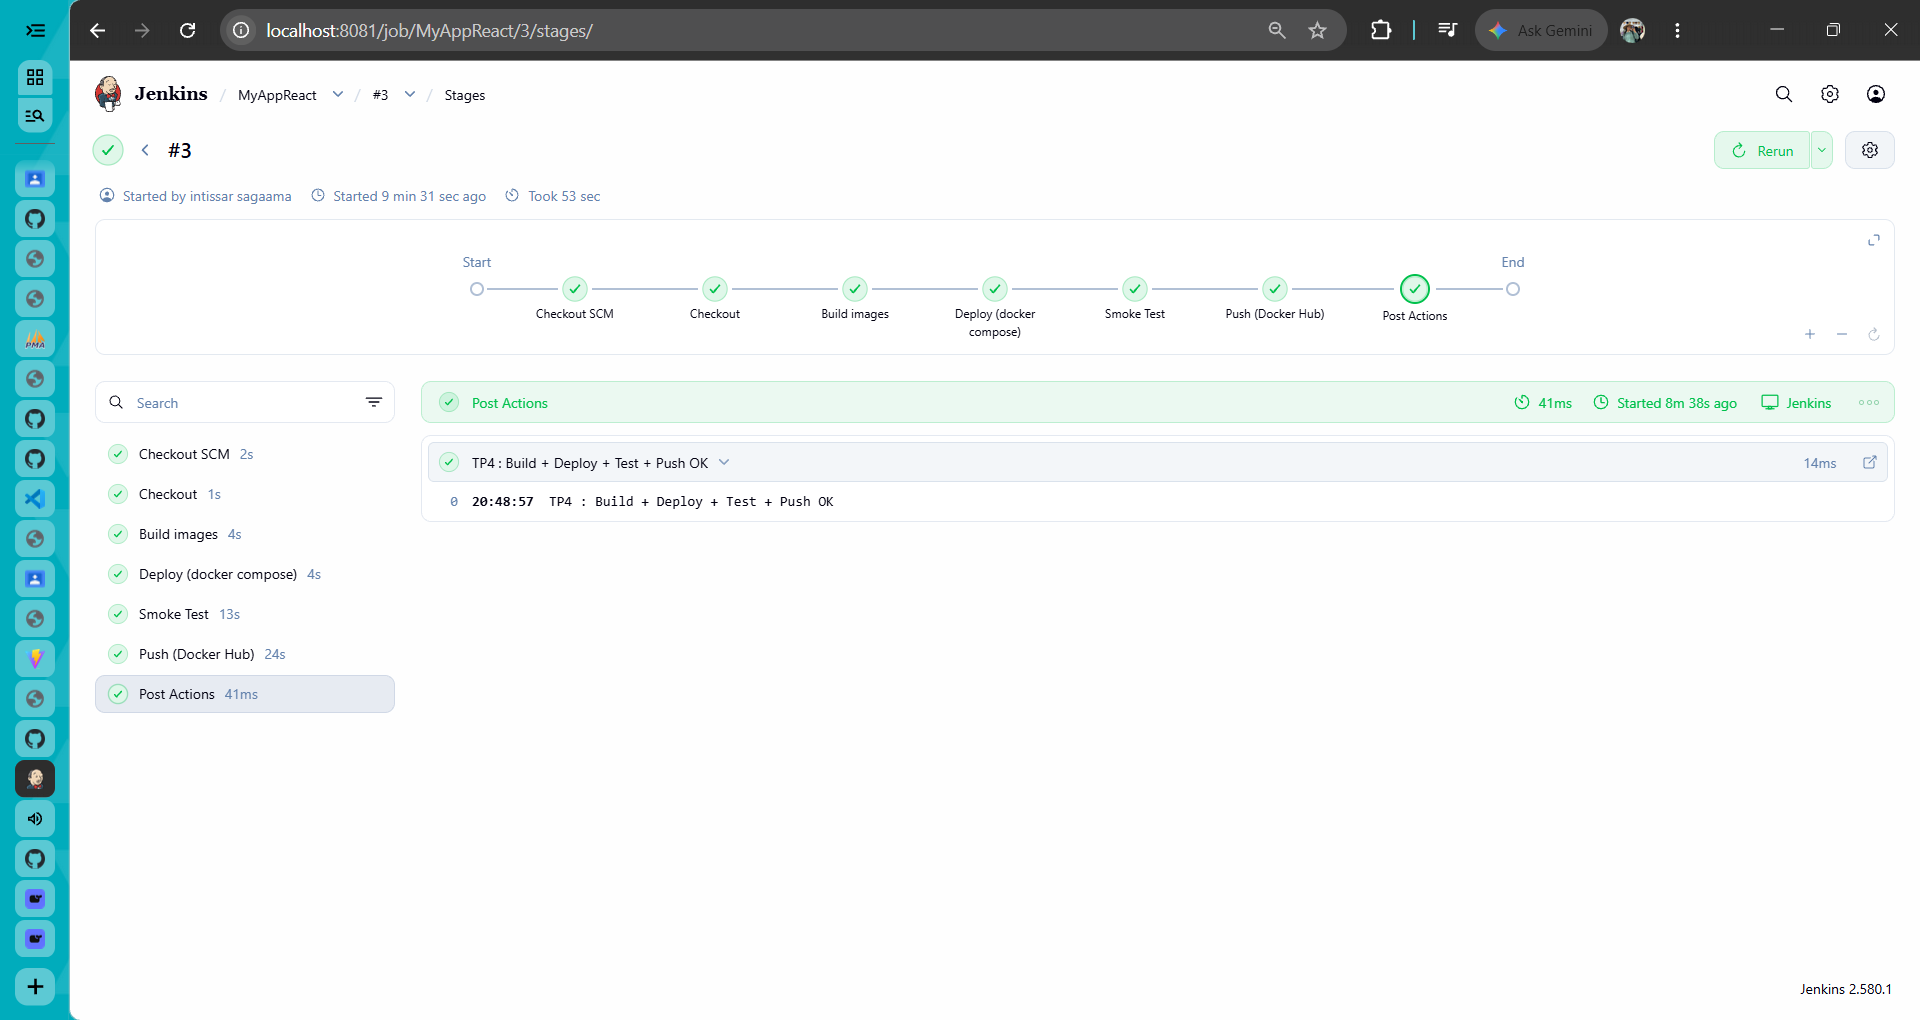 localhost:8081/job/MyAppReact/3/stages/
Ask Gemini
Jenkins / MyAppReact / #3 / Stages
#3
Rerun
Started by intissar sagaama Started 9 min 31 sec ago Took 53 sec
Start
End
Checkout SCM
Checkout
Build images
Deploy (docker
compose)
Smoke Test
Push (Docker Hub)
Post Actions
Search
Checkout SCM 2s
Checkout 1s
Build images 4s
Deploy (docker compose) 4s
Smoke Test 13s
Push (Docker Hub) 24s
Post Actions 41ms
Post Actions 41ms Started 8m 38s ago Jenkins
TP4 : Build + Deploy + Test + Push OK 14ms
0 20:48:57 TP4 : Build + Deploy + Test + Push OK
PMA
Jenkins 2.580.1